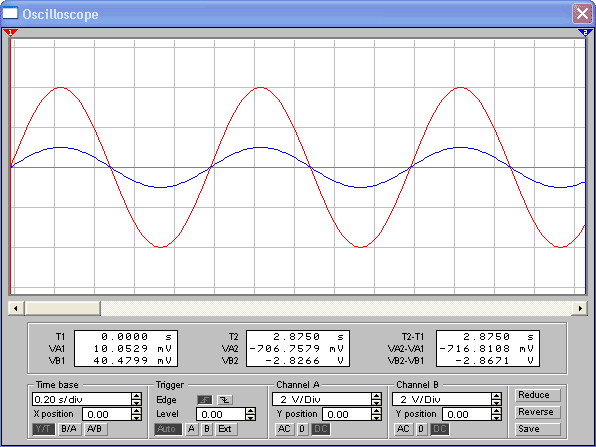 Oscilloscope
1 2
T1 0.0000 s T2 2.8750 s T2-T1 2.8750 s
VA1 10.0529 mV VA2 -706.7579 mV VA2-VA1 -716.8108 mV
VB1 40.4799 mV VB2 -2.8266 V VB2-VB1 -2.8671 V
Time base Trigger Channel A Channel B
0.20 s/div Edge 2 V/Div 2 V/Div Reduce
X position 0.00 Level 0.00 Y position 0.00 Y position 0.00 Reverse
Y/T B/A A/B Auto A B Ext AC 0 DC AC 0 DC Save